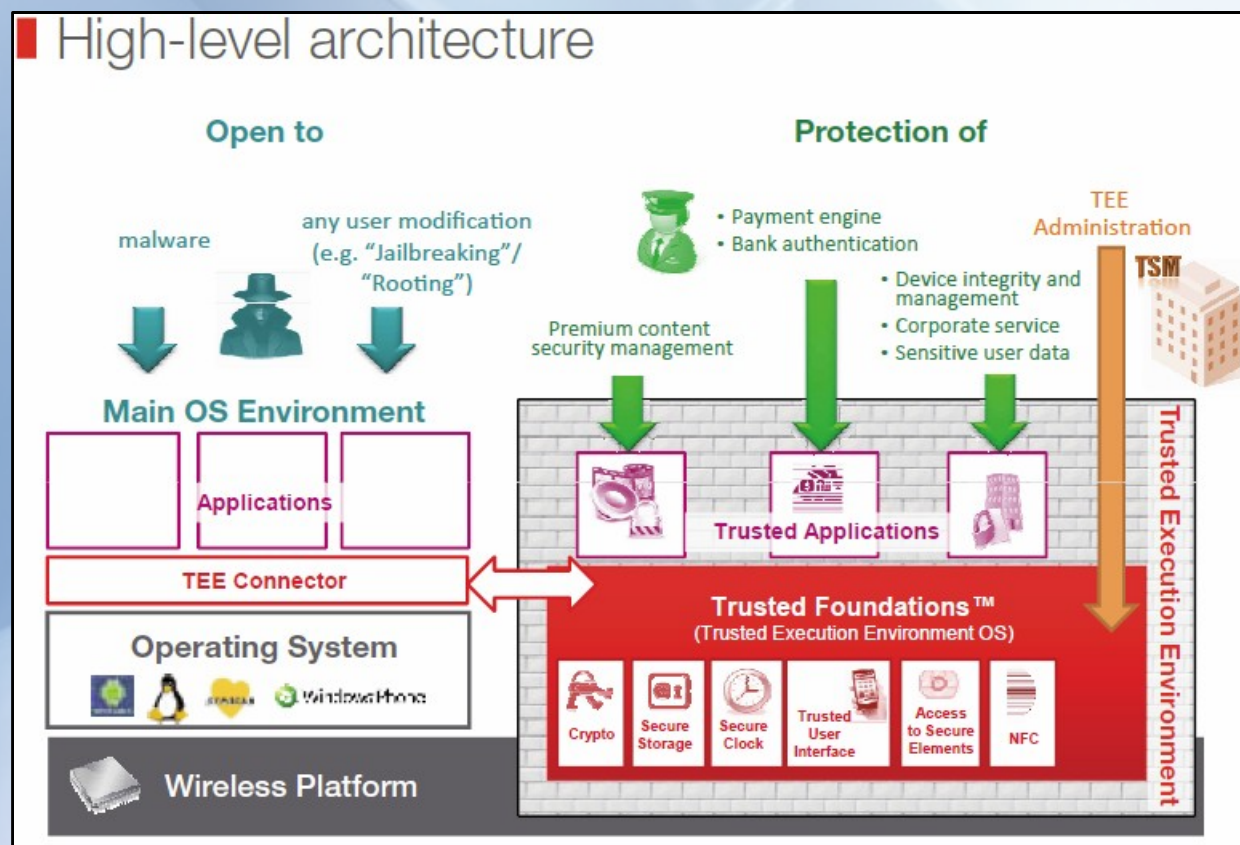 High-level architecture
Open to
Protection of
malware
any user modification
(e.g. “Jailbreaking”/
“Rooting”)
• Payment engine
• Bank authentication
TEE
Administration
TSM
Premium content
security management
• Device integrity and
management
• Corporate service
• Sensitive user data
Main OS Environment
Applications
Trusted Applications
Trusted Execution Environment
TEE Connector
Trusted Foundations™
(Trusted Execution Environment OS)
Operating System
WindowsPhone
Crypto
Secure
Storage
Secure
Clock
Trusted
User
Interface
Access
to Secure
Elements
NFC
Wireless Platform